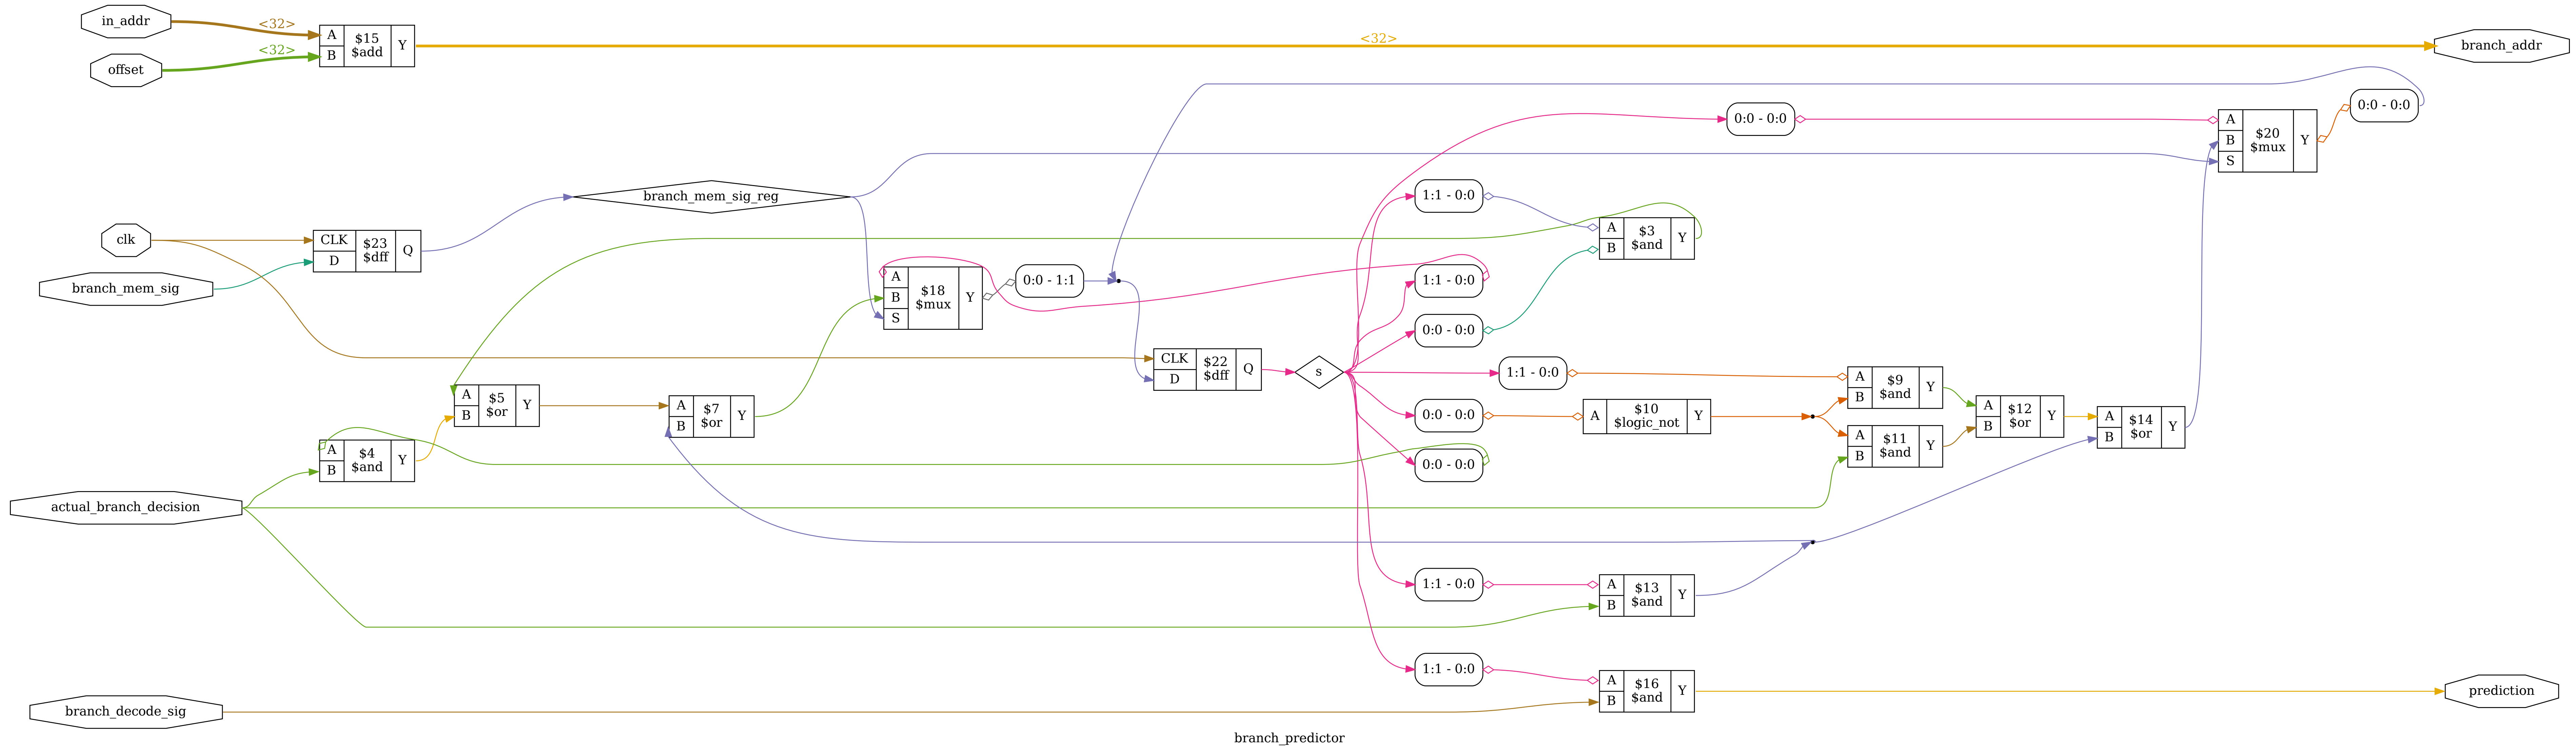 in_addr
<32>
offset
<32>
A
B
$15
$add
Y
<32>
branch_addr
clk
branch_mem_sig
CLK
D
$23
$dff
Q
branch_mem_sig_reg
A
B
S
$18
$mux
Y
0:0 - 1:1
CLK
D
$22
$dff
Q
s
0:0 - 0:0
1:1 - 0:0
1:1 - 0:0
0:0 - 0:0
1:1 - 0:0
0:0 - 0:0
0:0 - 0:0
1:1 - 0:0
1:1 - 0:0
A
B
$3
$and
Y
A
B
S
$20
$mux
Y
0:0 - 0:0
A
B
$5
$or
Y
A
B
$7
$or
Y
A
B
$4
$and
Y
actual_branch_decision
A
$10
$logic_not
Y
A
B
$9
$and
Y
A
B
$11
$and
Y
A
B
$12
$or
Y
A
B
$14
$or
Y
A
B
$13
$and
Y
A
B
$16
$and
Y
branch_decode_sig
prediction
branch_predictor